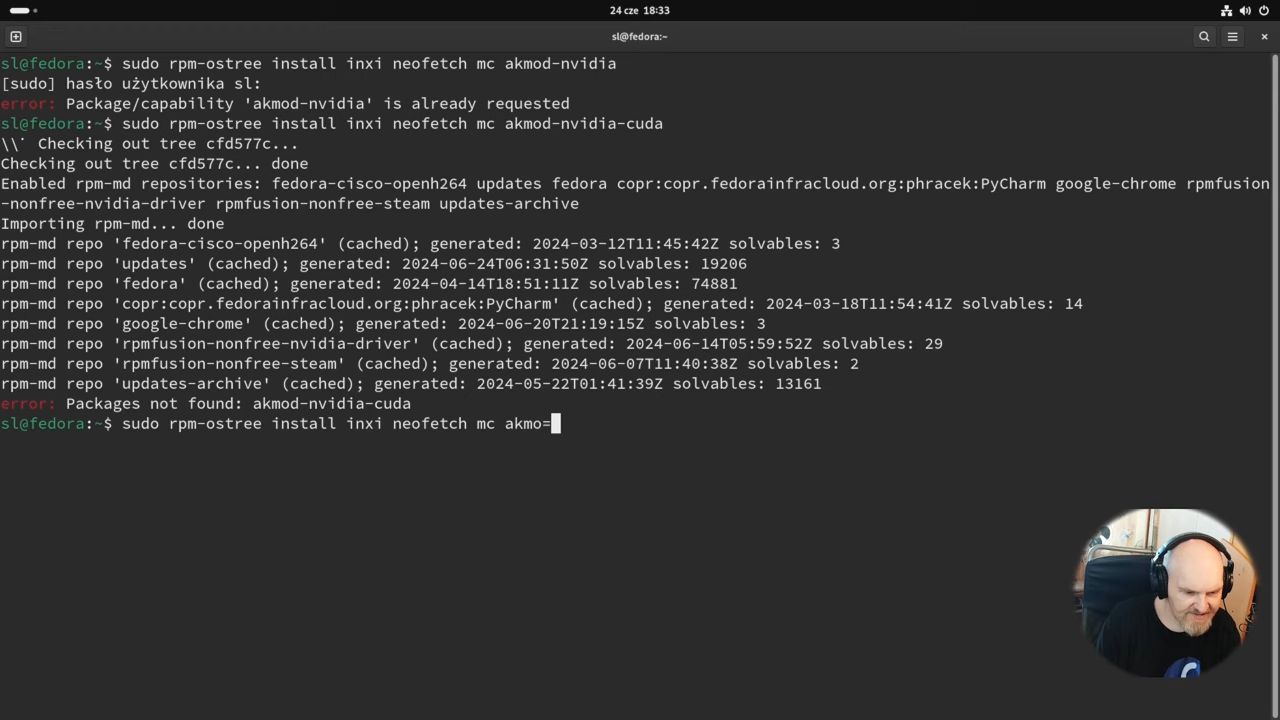 24 cze 18:33
sl@fedora:~
sl@fedora:~$ sudo rpm-ostree install inxi neofetch mc akmod-nvidia
[sudo] hasło użytkownika sl:
error: Package/capability 'akmod-nvidia' is already requested
sl@fedora:~$ sudo rpm-ostree install inxi neofetch mc akmod-nvidia-cuda
\\˙ Checking out tree cfd577c...
Checking out tree cfd577c... done
Enabled rpm-md repositories: fedora-cisco-openh264 updates fedora copr:copr.fedorainfracloud.org:phracek:PyCharm google-chrome rpmfusion
-nonfree-nvidia-driver rpmfusion-nonfree-steam updates-archive
Importing rpm-md... done
rpm-md repo 'fedora-cisco-openh264' (cached); generated: 2024-03-12T11:45:42Z solvables: 3
rpm-md repo 'updates' (cached); generated: 2024-06-24T06:31:50Z solvables: 19206
rpm-md repo 'fedora' (cached); generated: 2024-04-14T18:51:11Z solvables: 74881
rpm-md repo 'copr:copr.fedorainfracloud.org:phracek:PyCharm' (cached); generated: 2024-03-18T11:54:41Z solvables: 14
rpm-md repo 'google-chrome' (cached); generated: 2024-06-20T21:19:15Z solvables: 3
rpm-md repo 'rpmfusion-nonfree-nvidia-driver' (cached); generated: 2024-06-14T05:59:52Z solvables: 29
rpm-md repo 'rpmfusion-nonfree-steam' (cached); generated: 2024-06-07T11:40:38Z solvables: 2
rpm-md repo 'updates-archive' (cached); generated: 2024-05-22T01:41:39Z solvables: 13161
error: Packages not found: akmod-nvidia-cuda
sl@fedora:~$ sudo rpm-ostree install inxi neofetch mc akmo=